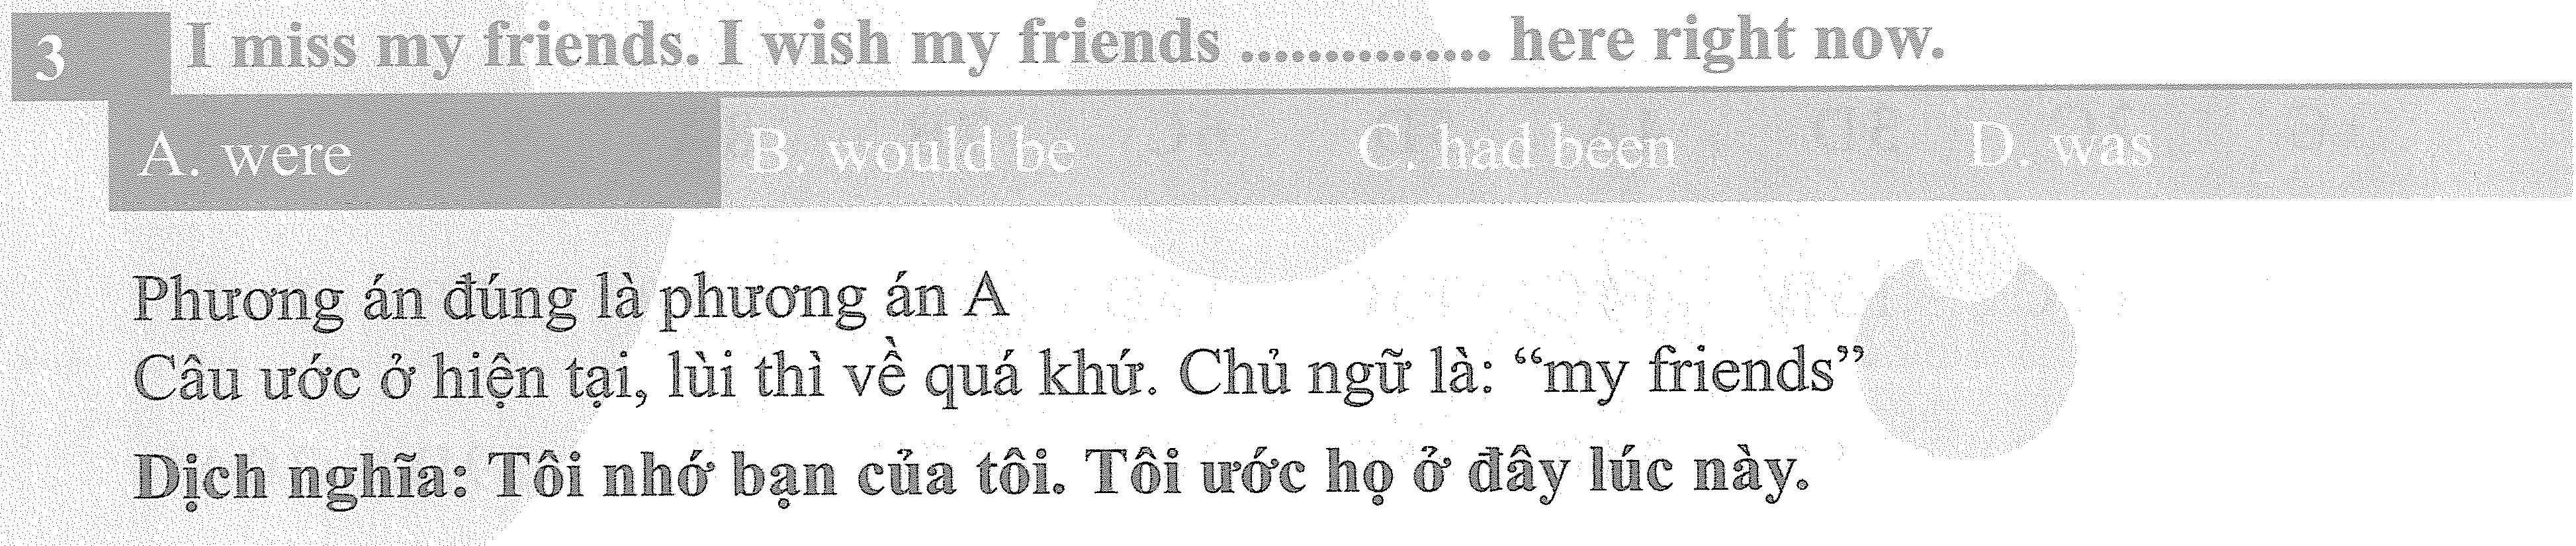 3 I miss my friends. I wish my friends .............. here right now.
A. were B. would be C. had been D. was
Phương án đúng là phương án A
Câu ước ở hiện tại, lùi thì về quá khứ. Chủ ngữ là: “my friends”
Dịch nghĩa: Tôi nhớ bạn của tôi. Tôi ước họ ở đây lúc này.